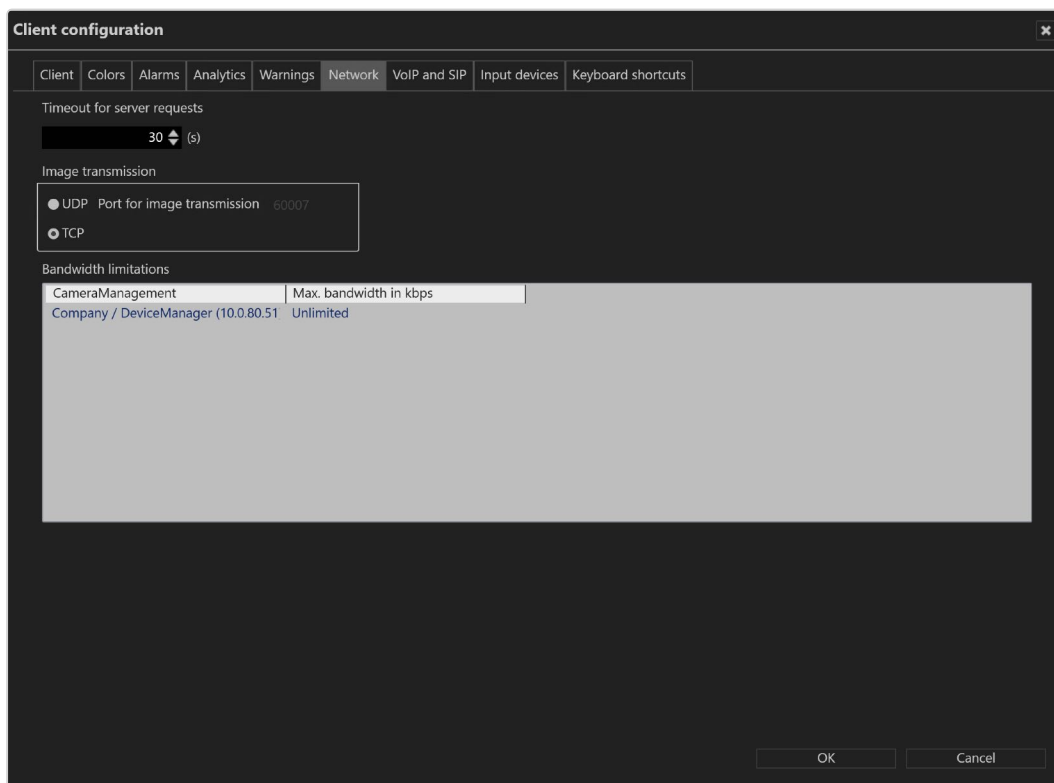 Client configuration
Client Colors Alarms Analytics Warnings Network VoIP and SIP Input devices Keyboard shortcuts
Timeout for server requests
30 (s)
Image transmission
UDP Port for image transmission 60007
TCP
Bandwidth limitations
CameraManagement Max. bandwidth in kbps
Company / DeviceManager (10.0.80.51 Unlimited
OK Cancel